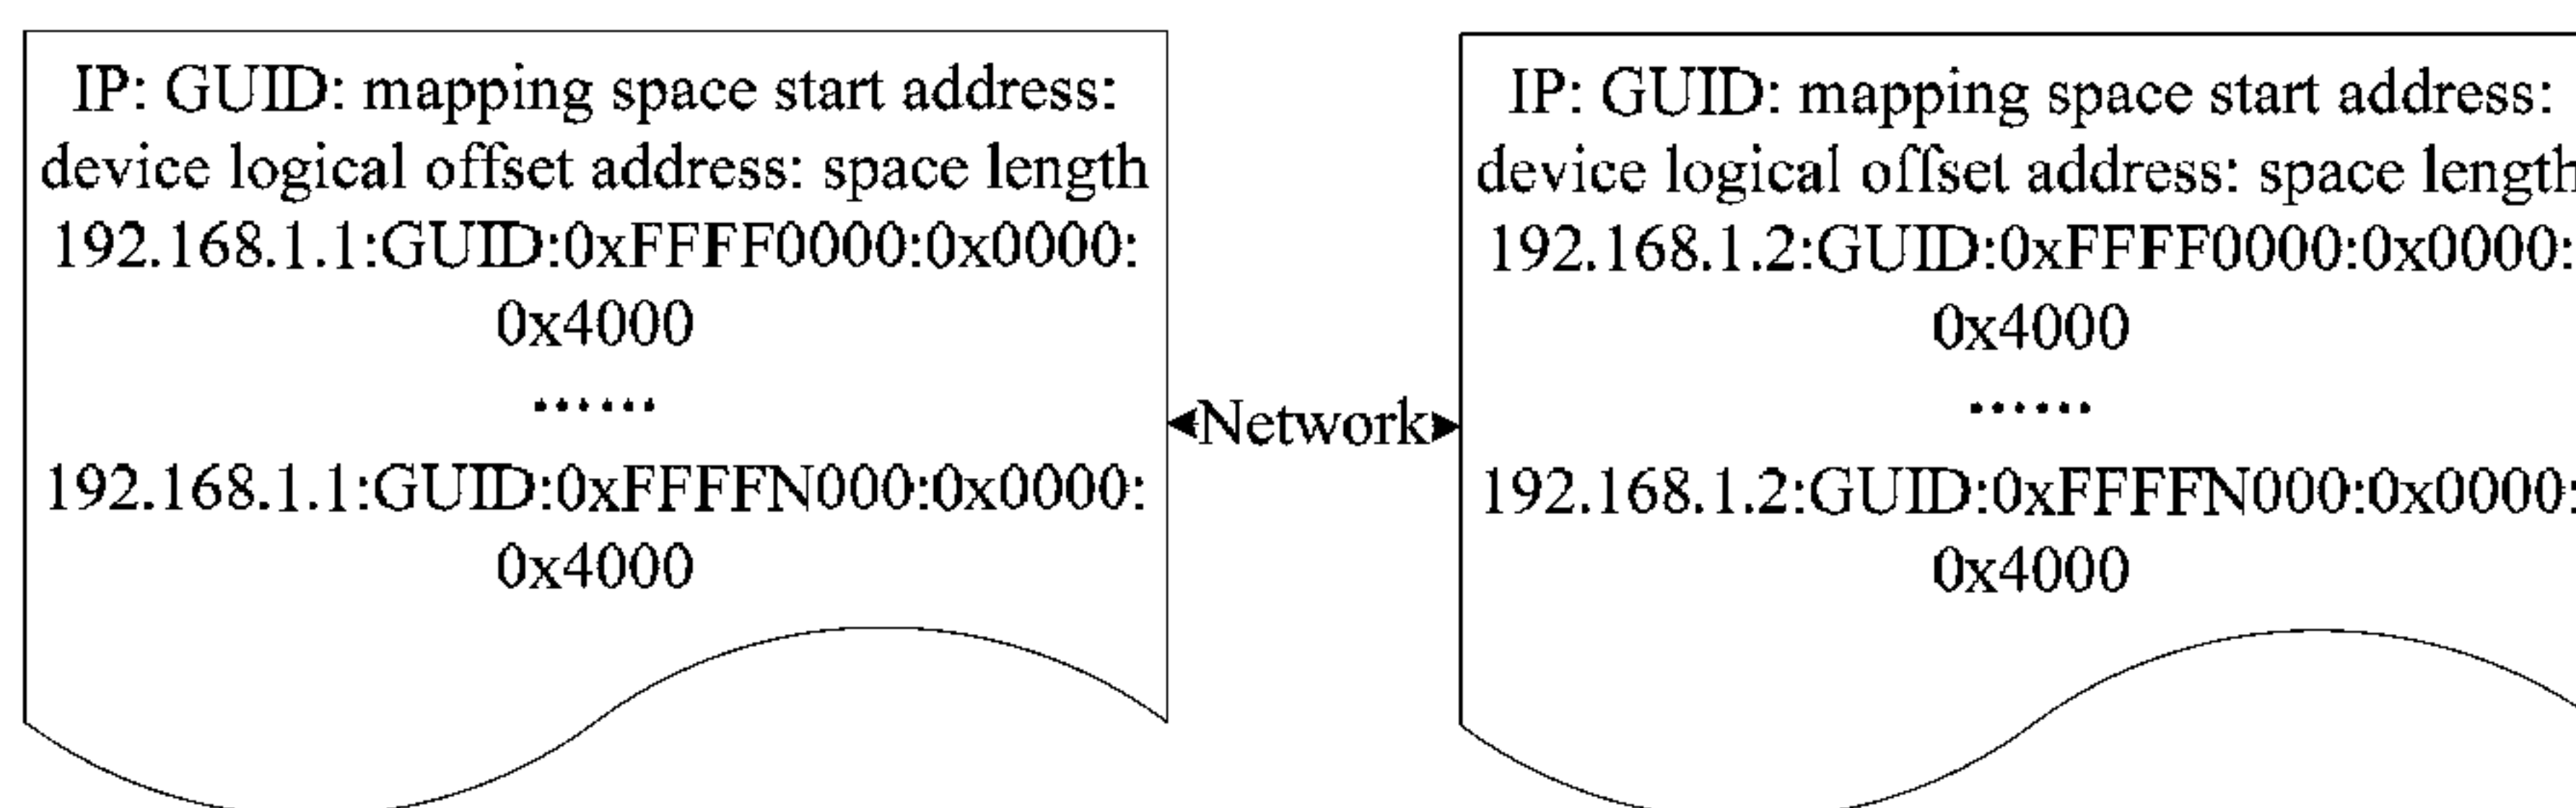 IP: GUID: mapping space start address:
device logical offset address: space length
192.168.1.1:GUID:0xFFFF0000:0x0000:
0x4000
......
192.168.1.1:GUID:0xFFFFN000:0x0000:
0x4000
Network
IP: GUID: mapping space start address:
device logical offset address: space length
192.168.1.2:GUID:0xFFFF0000:0x0000:
0x4000
......
192.168.1.2:GUID:0xFFFFN000:0x0000:
0x4000